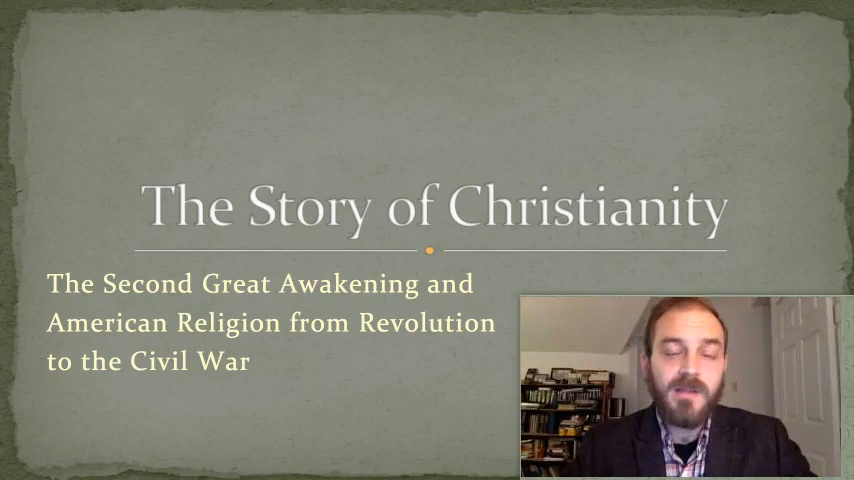 The Story of Christianity
The Second Great Awakening and
American Religion from Revolution
to the Civil War